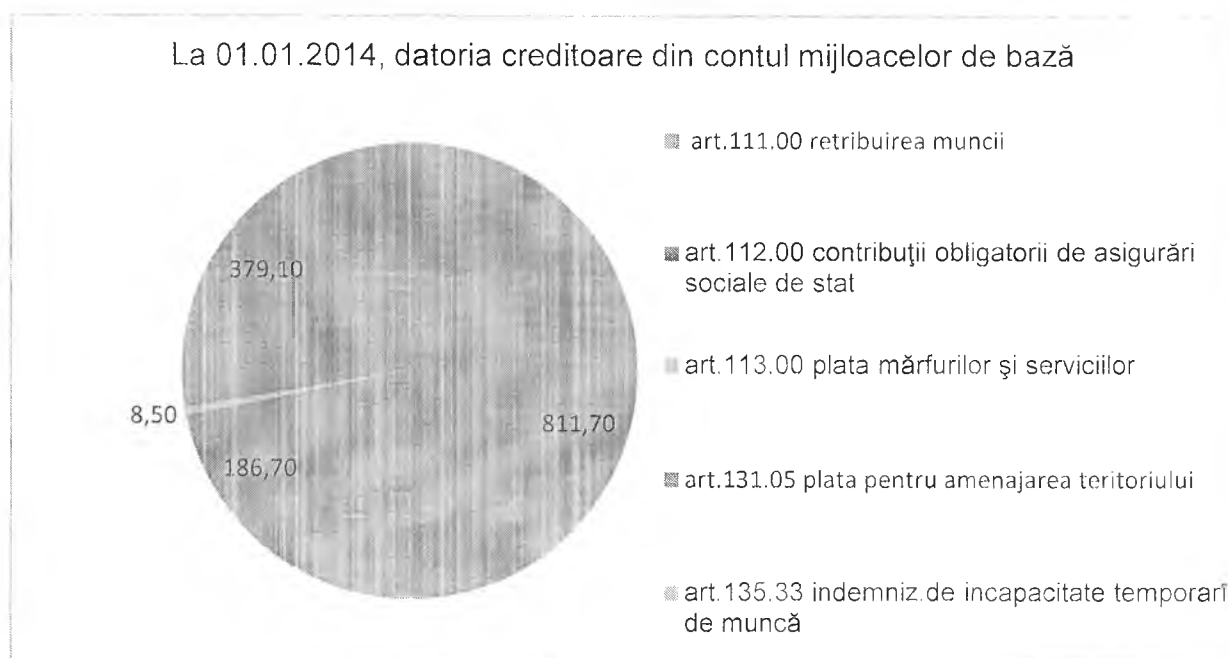 La 01.01.2014, datoria creditoare din contul mijloacelor de bază
art.111.00 retribuirea muncii
art.112.00 contribuţii obligatorii de asigurări
sociale de stat
art.113.00 plata mărfurilor şi serviciilor
art.131.05 plata pentru amenajarea teritoriului
art.135.33 indemniz.de incapacitate temporarî
de muncă
379,10
8,50
186,70
811,70